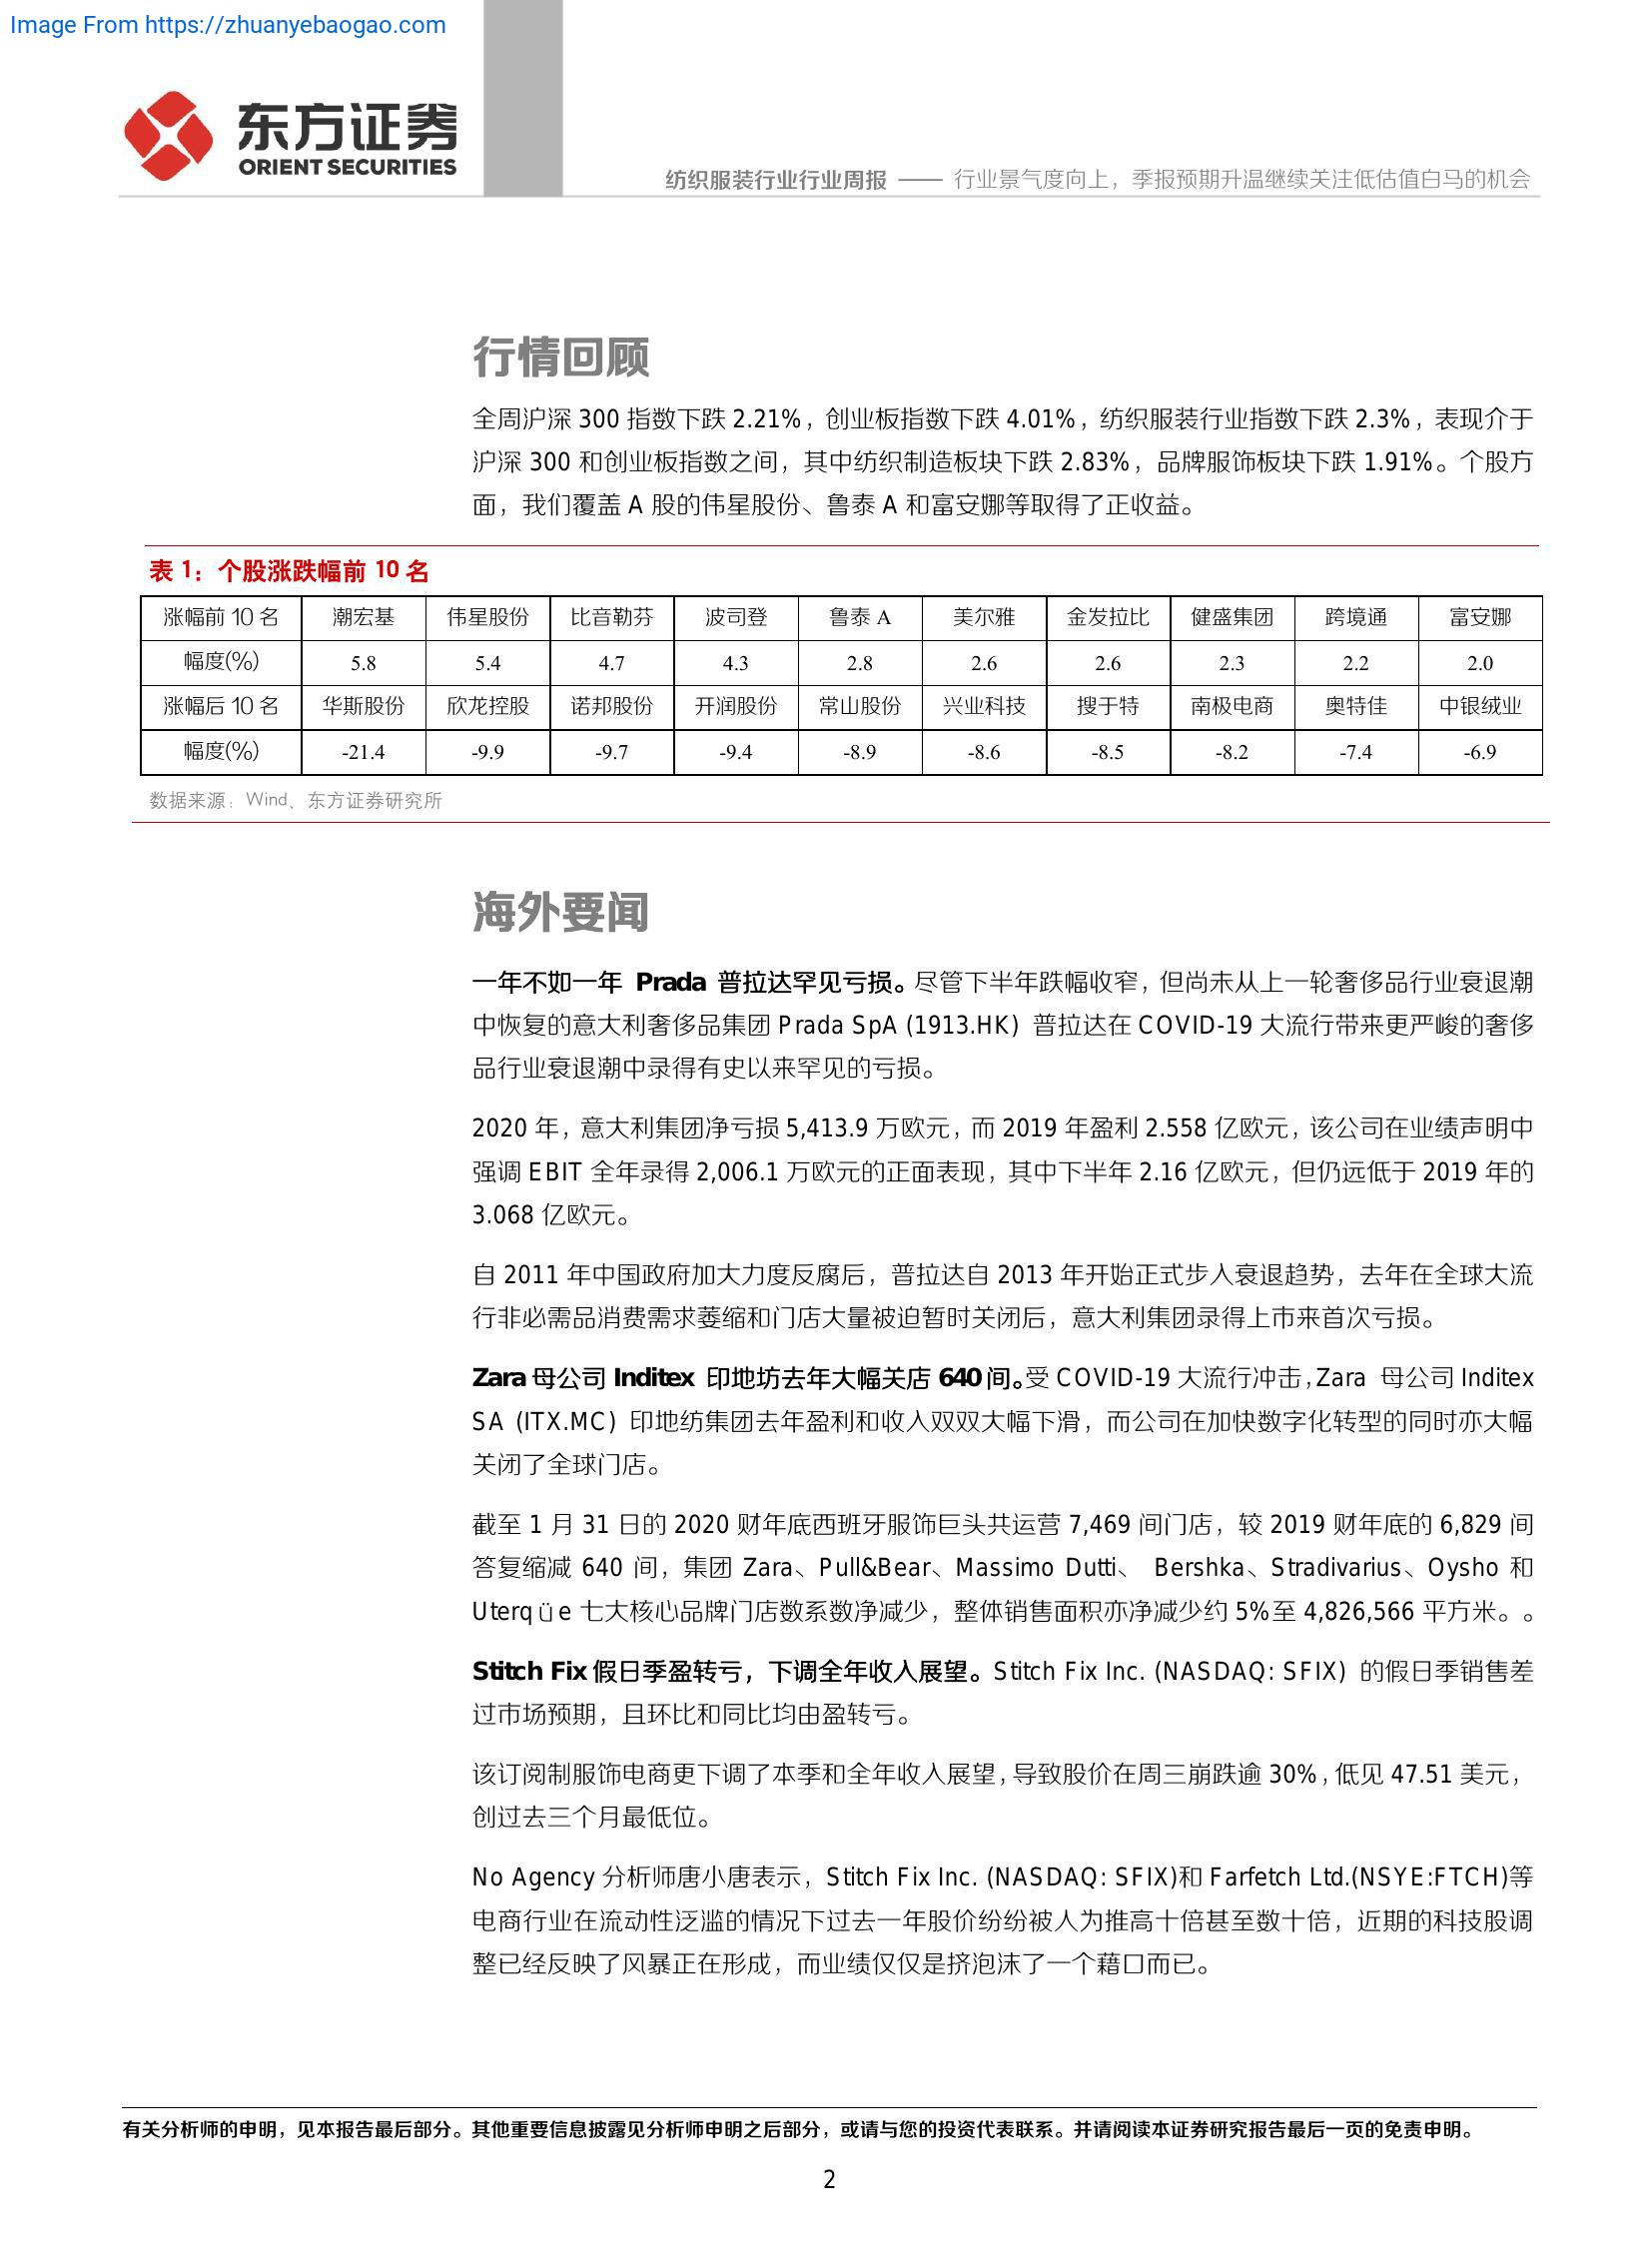 Image From https://zhuanyebaogao.com
东方证券
ORIENT SECURITIES
纺织服装行业行业周报 —— 行业景气度向上，季报预期升温继续关注低估值白马的机会
行情回顾
全周沪深 300 指数下跌 2.21%，创业板指数下跌 4.01%，纺织服装行业指数下跌 2.3%，表现介于
沪深 300 和创业板指数之间，其中纺织制造板块下跌 2.83%，品牌服饰板块下跌 1.91%。个股方
面，我们覆盖 A 股的伟星股份、鲁泰 A 和富安娜等取得了正收益。
表 1：个股涨跌幅前 10 名
涨幅前 10 名 潮宏基 伟星股份 比音勒芬 波司登 鲁泰 A 美尔雅 金发拉比 健盛集团 跨境通 富安娜
幅度(%) 5.8 5.4 4.7 4.3 2.8 2.6 2.6 2.3 2.2 2.0
涨幅后 10 名 华斯股份 欣龙控股 诺邦股份 开润股份 常山股份 兴业科技 搜于特 南极电商 奥特佳 中银绒业
幅度(%) -21.4 -9.9 -9.7 -9.4 -8.9 -8.6 -8.5 -8.2 -7.4 -6.9
数据来源：Wind、东方证券研究所
海外要闻
一年不如一年 Prada 普拉达罕见亏损。尽管下半年跌幅收窄，但尚未从上一轮奢侈品行业衰退潮
中恢复的意大利奢侈品集团 Prada SpA (1913.HK) 普拉达在 COVID-19 大流行带来更严峻的奢侈
品行业衰退潮中录得有史以来罕见的亏损。
2020 年，意大利集团净亏损 5,413.9 万欧元，而 2019 年盈利 2.558 亿欧元，该公司在业绩声明中
强调 EBIT 全年录得 2,006.1 万欧元的正面表现，其中下半年 2.16 亿欧元，但仍远低于 2019 年的
3.068 亿欧元。
自 2011 年中国政府加大力度反腐后，普拉达自 2013 年开始正式步入衰退趋势，去年在全球大流
行非必需品消费需求萎缩和门店大量被迫暂时关闭后，意大利集团录得上市来首次亏损。
Zara 母公司 Inditex 印地坊去年大幅关店 640 间。受 COVID-19 大流行冲击，Zara 母公司 Inditex
SA (ITX.MC) 印地纺集团去年盈利和收入双双大幅下滑，而公司在加快数字化转型的同时亦大幅
关闭了全球门店。
截至 1 月 31 日的 2020 财年底西班牙服饰巨头共运营 7,469 间门店，较 2019 财年底的 6,829 间
答复缩减 640 间，集团 Zara、Pull&Bear、Massimo Dutti、 Bershka、Stradivarius、Oysho 和
Uterqüe 七大核心品牌门店数系数净减少，整体销售面积亦净减少约 5%至 4,826,566 平方米。。
Stitch Fix 假日季盈转亏，下调全年收入展望。Stitch Fix Inc. (NASDAQ: SFIX) 的假日季销售差
过市场预期，且环比和同比均由盈转亏。
该订阅制服饰电商更下调了本季和全年收入展望，导致股价在周三崩跌逾 30%，低见 47.51 美元，
创过去三个月最低位。
No Agency 分析师唐小唐表示，Stitch Fix Inc. (NASDAQ: SFIX)和 Farfetch Ltd.(NSYE:FTCH)等
电商行业在流动性泛滥的情况下过去一年股价纷纷被人为推高十倍甚至数十倍，近期的科技股调
整已经反映了风暴正在形成，而业绩仅仅是挤泡沫了一个藉口而已。
有关分析师的申明，见本报告最后部分。其他重要信息披露见分析师申明之后部分，或请与您的投资代表联系。并请阅读本证券研究报告最后一页的免责申明。
2